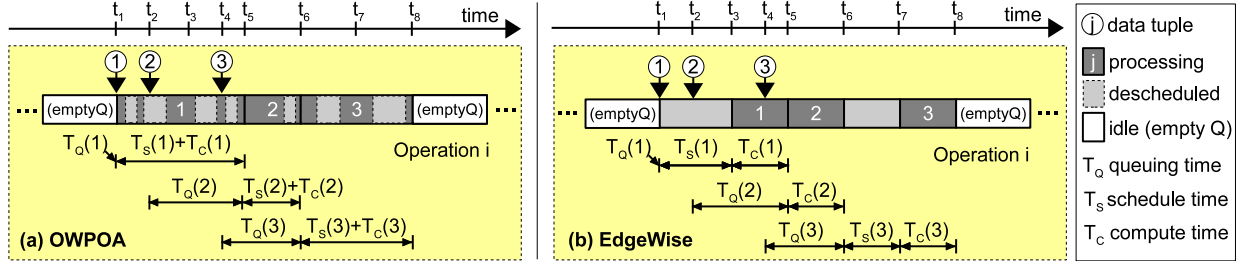 t1 t2 t3 t4 t5 t6 t7 t8 time
1 2 3
... (emptyQ) 1 2 3 (emptyQ) ...
TQ(1) TS(1)+TC(1) Operation i
TQ(2) TS(2)+TC(2)
TQ(3) TS(3)+TC(3)
(a) OWPOA
t1 t2 t3 t4 t5 t6 t7 t8 time
1 2 3
... (emptyQ) 1 2 3 (emptyQ) ...
TQ(1) TS(1) TC(1) Operation i
TQ(2) TC(2)
TQ(3) TS(3) TC(3)
(b) EdgeWise
j data tuple
j processing
descheduled
idle (empty Q)
TQ queuing time
TS schedule time
TC compute time